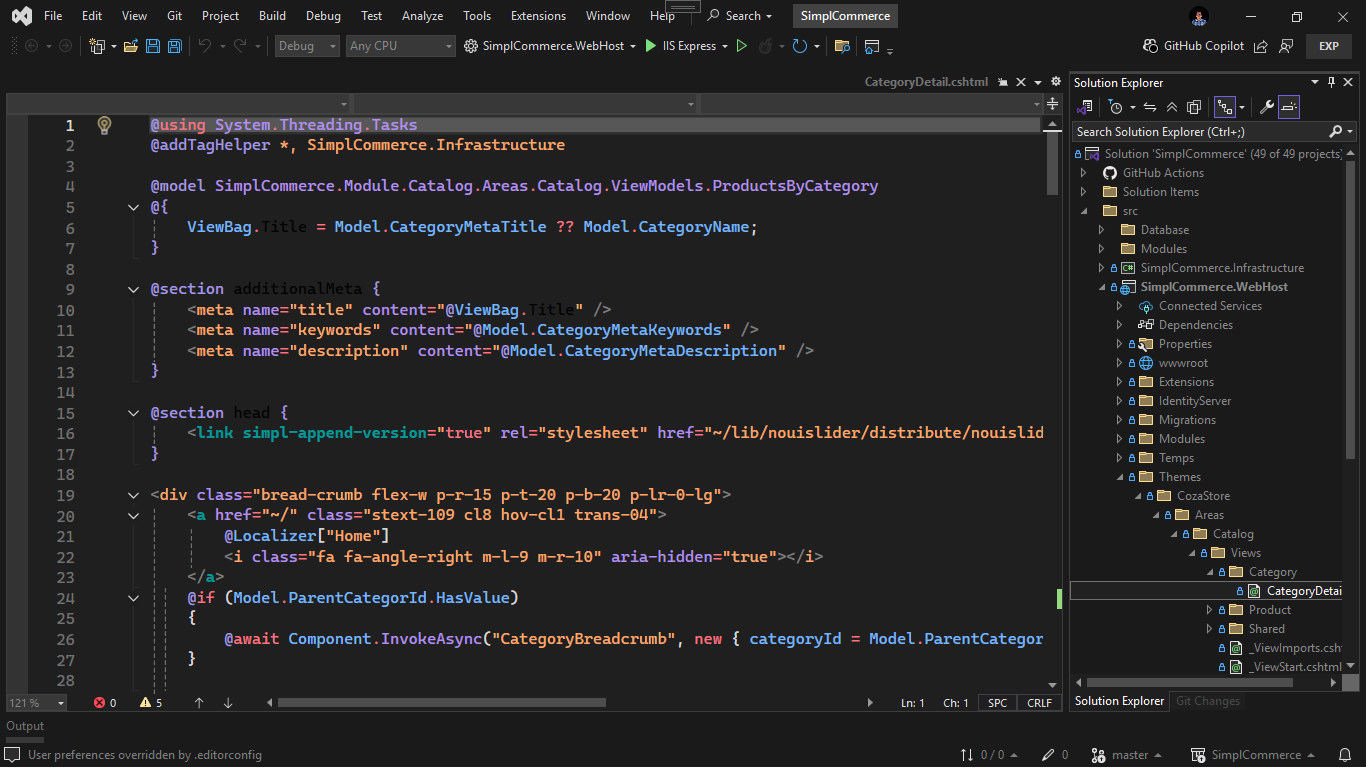 File Edit View Git Project Build Debug Test Analyze Tools Extensions Window Help Search SimplCommerce
Debug Any CPU SimplCommerce.WebHost IIS Express GitHub Copilot EXP
CategoryDetail.cshtml
1 @using System.Threading.Tasks
2 @addTagHelper *, SimplCommerce.Infrastructure
3
4 @model SimplCommerce.Module.Catalog.Areas.Catalog.ViewModels.ProductsByCategory
5 @{
6 ViewBag.Title = Model.CategoryMetaTitle ?? Model.CategoryName;
7 }
8
9 @section additionalMeta {
10 <meta name="title" content="@ViewBag.Title" />
11 <meta name="keywords" content="@Model.CategoryMetaKeywords" />
12 <meta name="description" content="@Model.CategoryMetaDescription" />
13 }
14
15 @section head {
16 <link simpl-append-version="true" rel="stylesheet" href="~/lib/nouislider/distribute/nouislid
17 }
18
19 <div class="bread-crumb flex-w p-r-15 p-t-20 p-b-20 p-lr-0-lg">
20 <a href="~/" class="stext-109 cl8 hov-cl1 trans-04">
21 @Localizer["Home"]
22 <i class="fa fa-angle-right m-l-9 m-r-10" aria-hidden="true"></i>
23 </a>
24 @if (Model.ParentCategorId.HasValue)
25 {
26 @await Component.InvokeAsync("CategoryBreadcrumb", new { categoryId = Model.ParentCategor
27 }
28
121 % 0 5 Ln: 1 Ch: 1 SPC CRLF
Solution Explorer
Search Solution Explorer (Ctrl+;)
Solution 'SimplCommerce' (49 of 49 projects)
GitHub Actions
Solution Items
src
Database
Modules
C# SimplCommerce.Infrastructure
SimplCommerce.WebHost
Connected Services
Dependencies
Properties
wwwroot
Extensions
IdentityServer
Migrations
Modules
Temps
Themes
CozaStore
Areas
Catalog
Views
Category
CategoryDetai
Product
Shared
_ViewImports.csht
_ViewStart.cshtml
Solution Explorer Git Changes
Output
User preferences overridden by .editorconfig 0 / 0 0 master SimplCommerce